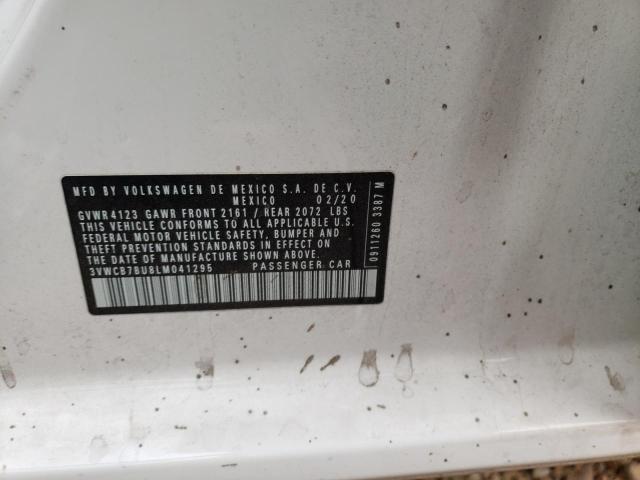 MFD BY VOLKSWAGEN DE MEXICO S.A. DE C.V.
MEXICO 02/20
GVWR 4123 GAWR FRONT 2161 / REAR 2072 LBS
THIS VEHICLE CONFORMS TO ALL APPLICABLE U.S.
FEDERAL MOTOR VEHICLE SAFETY, BUMPER AND
THEFT PREVENTION STANDARDS IN EFFECT ON
THE DATE OF MANUFACTURE SHOWN ABOVE.
3VWCB7BU8LM041295 PASSENGER CAR
0911260 3387 M